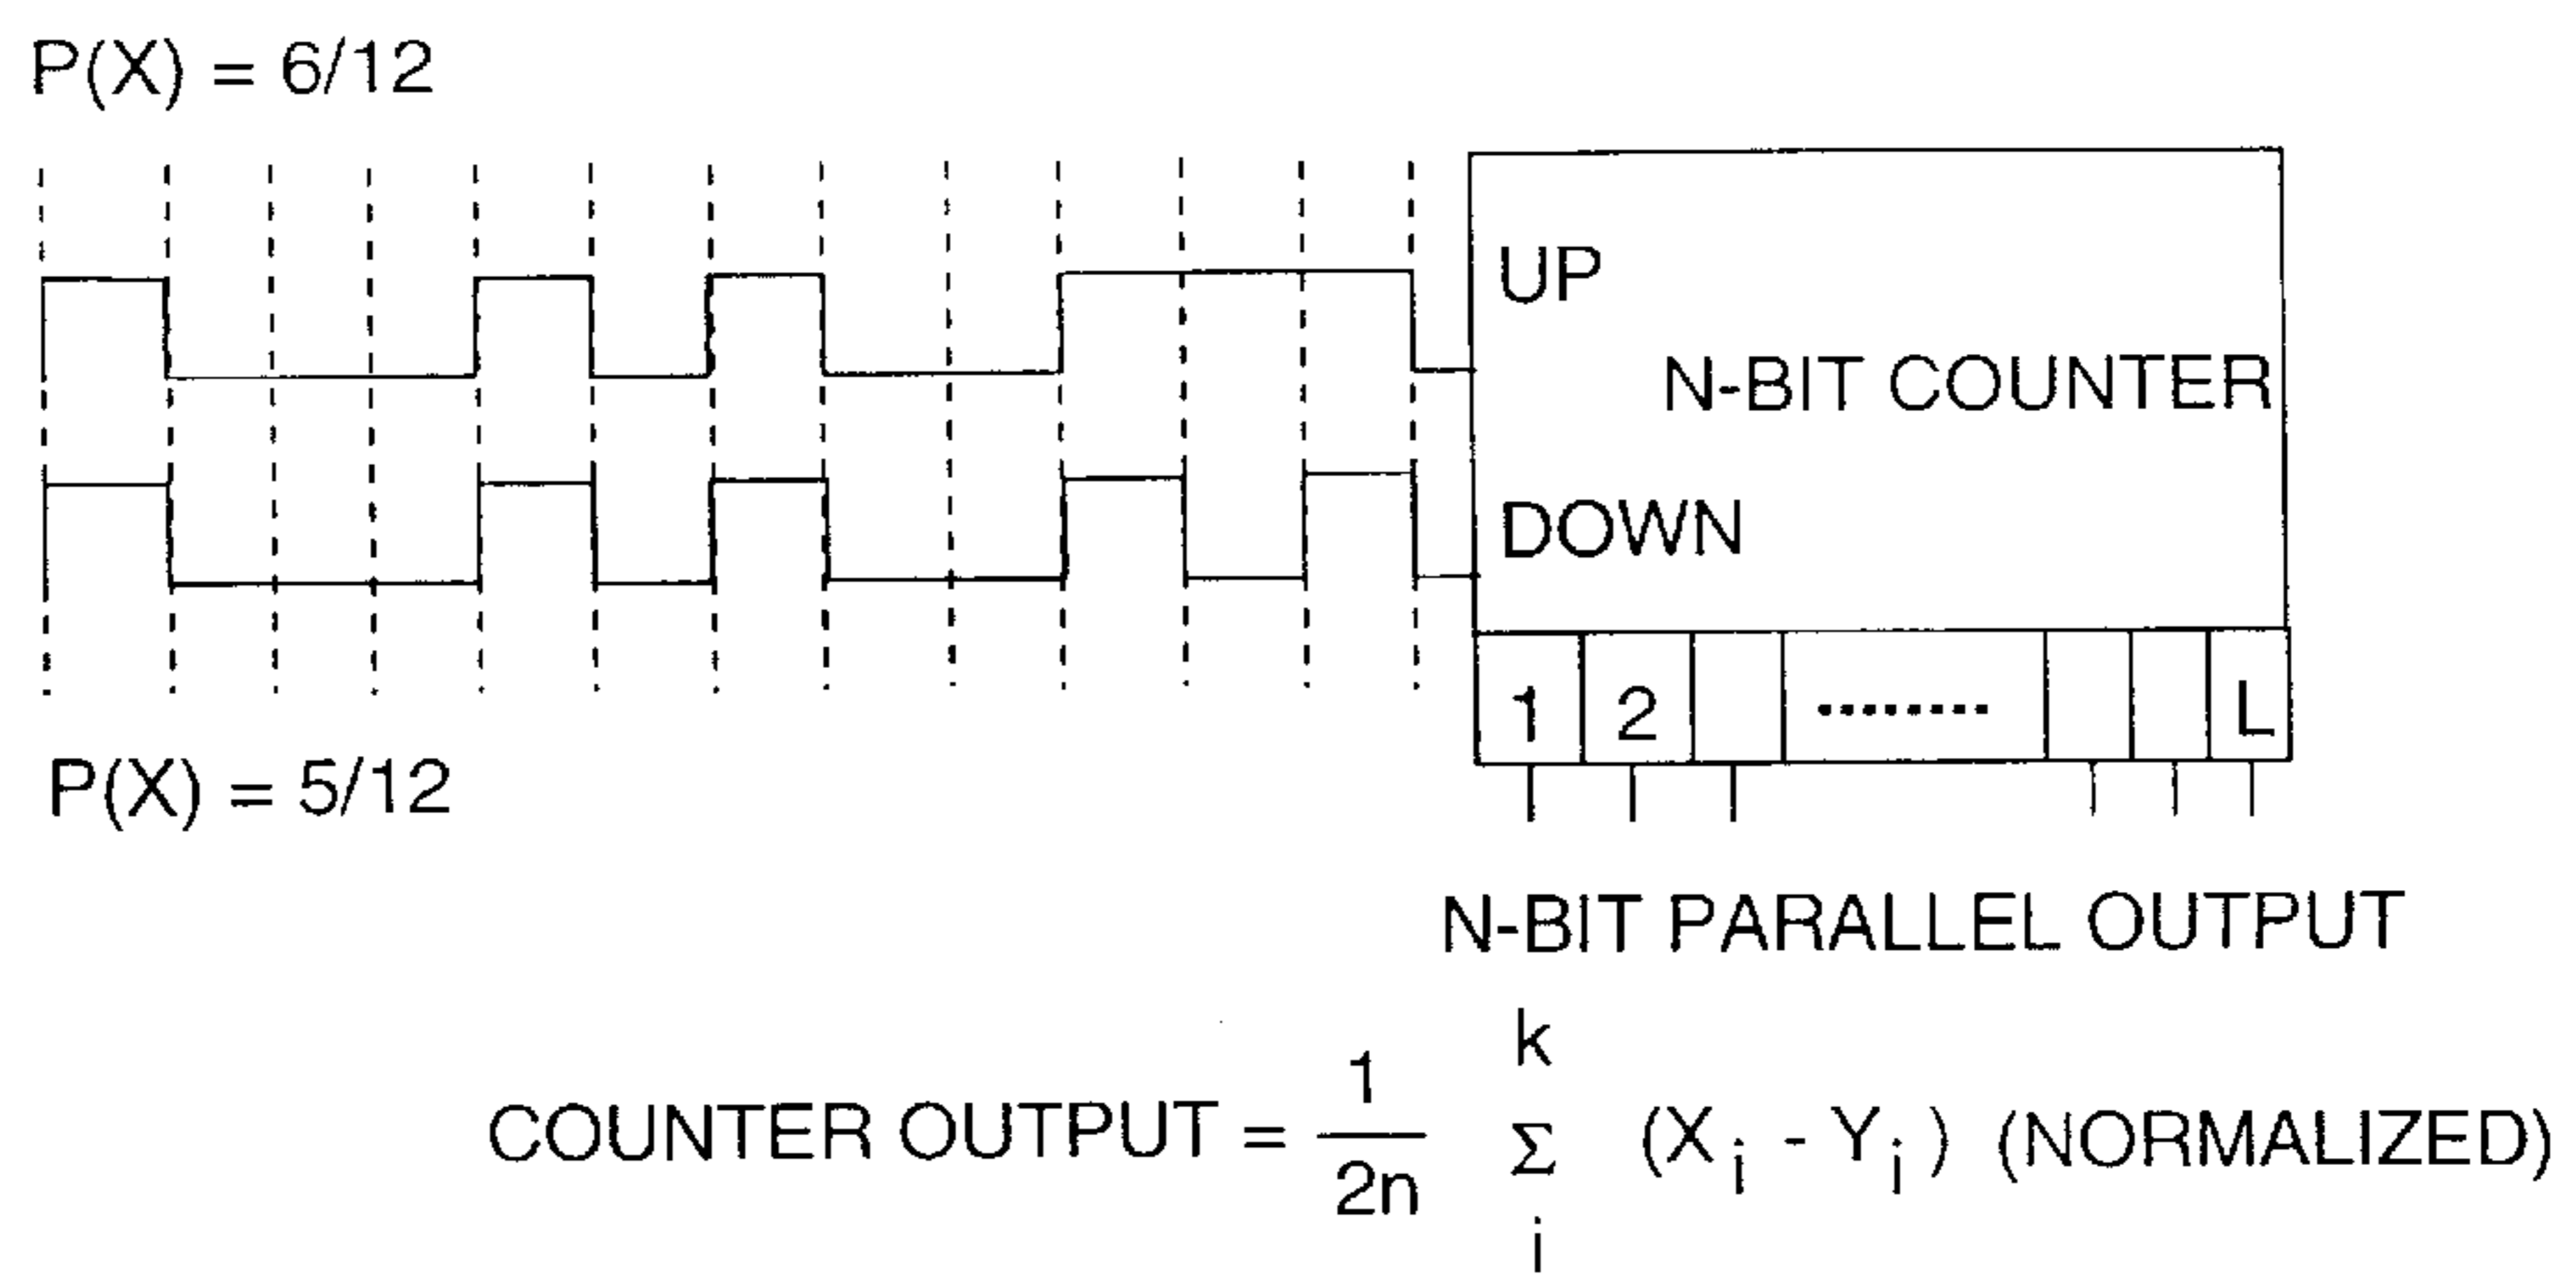 P(X) = 6/12
UP
N-BIT COUNTER
DOWN
1 2 ........ L
P(X) = 5/12
N-BIT PARALLEL OUTPUT
COUNTER OUTPUT = 1/2n k Σ i (X i - Y i ) (NORMALIZED)